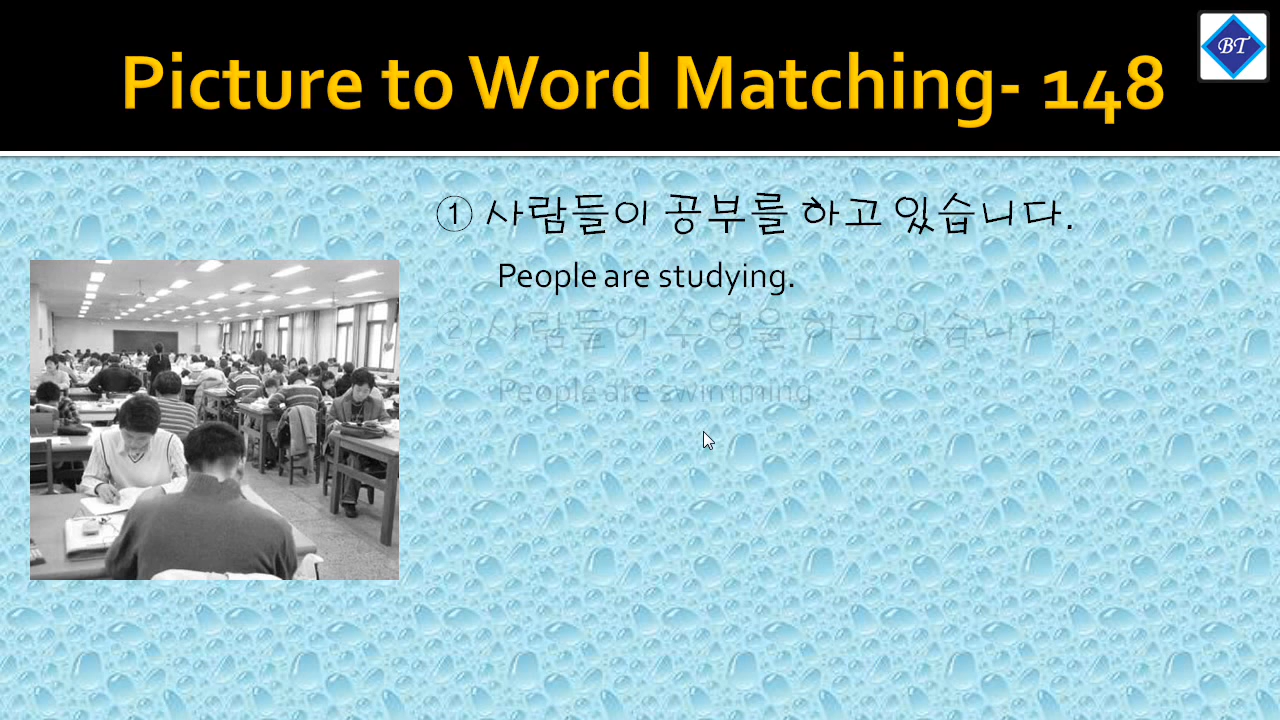 Picture to Word Matching- 148
BT
① 사람들이 공부를 하고 있습니다.
People are studying.
② 사람들이 수영을 하고 있습니다
People are swimming